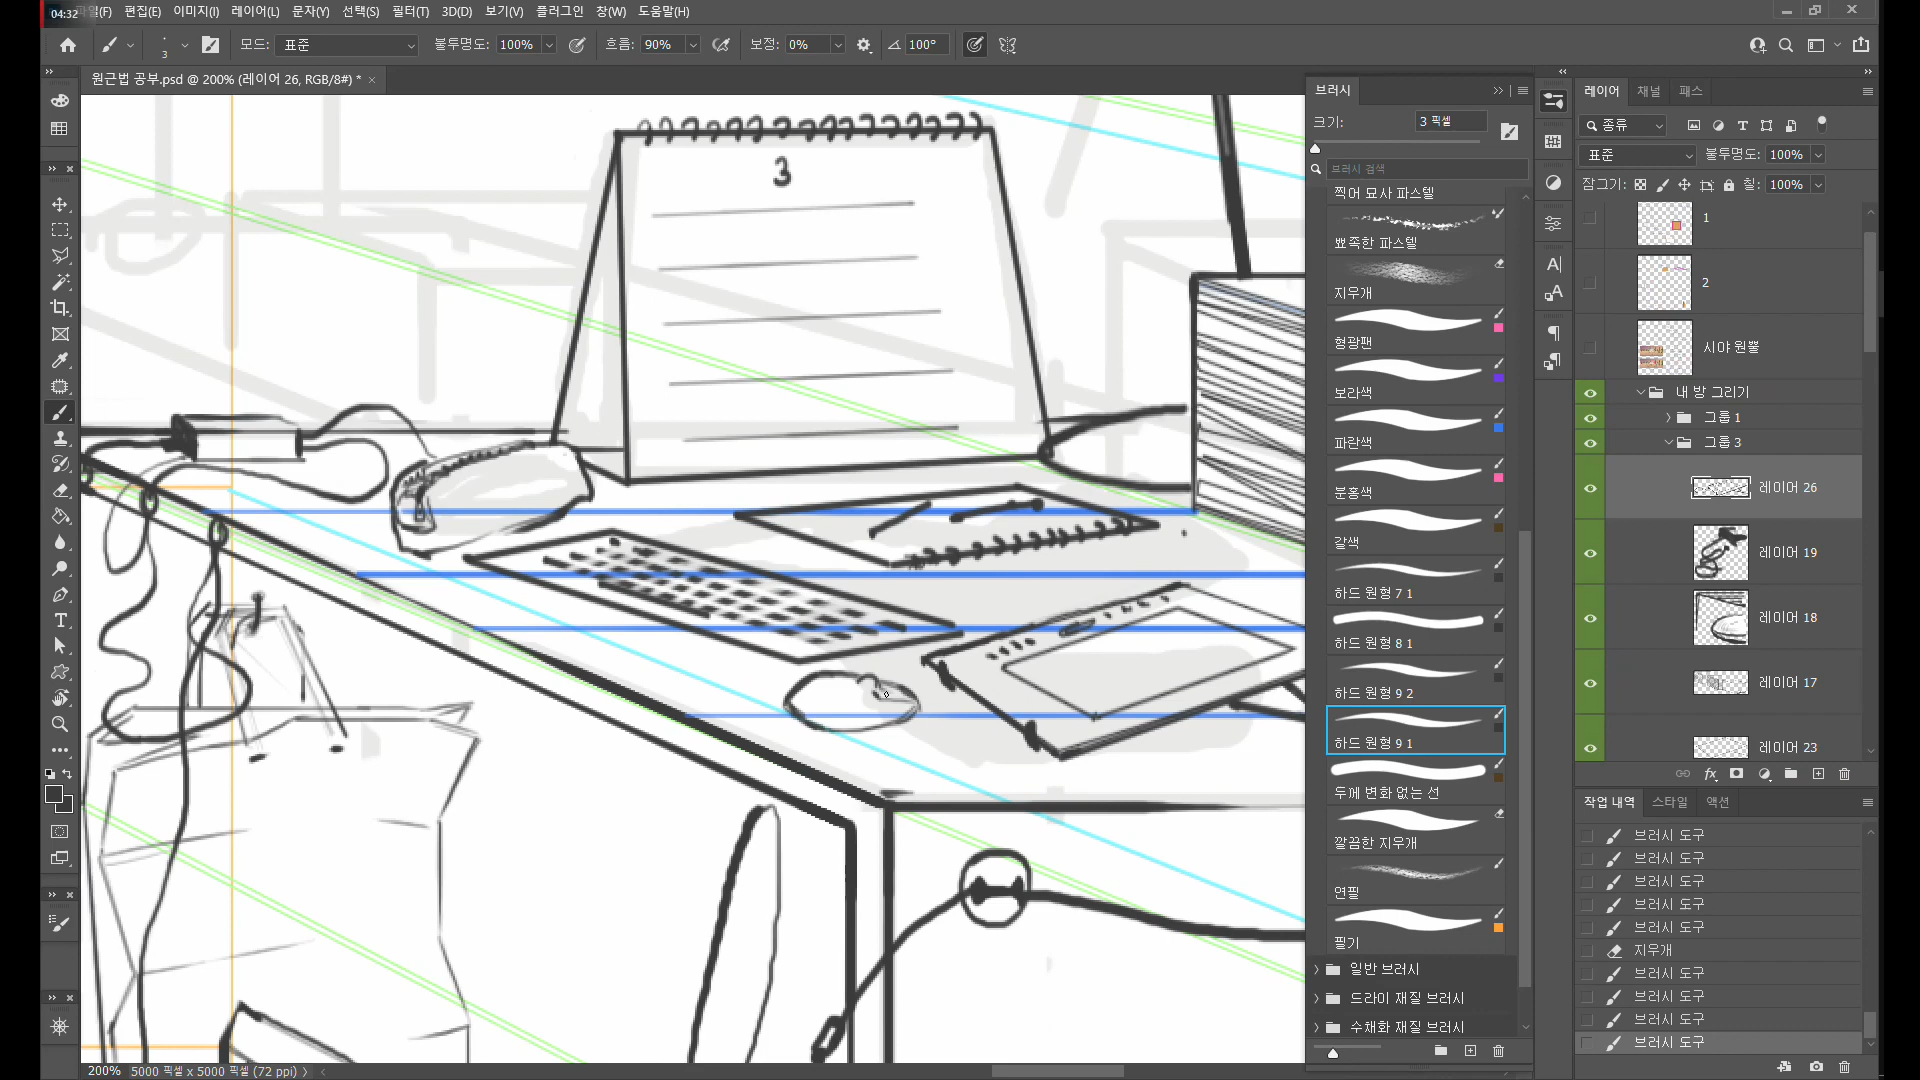 04:32
파일(F) 편집(E) 이미지(I) 레이어(L) 문자(Y) 선택(S) 필터(T) 3D(D) 보기(V) 플러그인 창(W) 도움말(H)
3 모드: 표준 불투명도: 100% 흐름: 90% 보정: 0% 100°
원근법 공부.psd @ 200% (레이어 26, RGB/8#) *
3
브러시
크기: 3 픽셀
브러시 검색
찍어 묘사 파스텔
뾰족한 파스텔
지우개
형광팬
보라색
파란색
분홍색
갈색
하드 원형 7 1
하드 원형 8 1
하드 원형 9 2
하드 원형 9 1
두께 변화 없는 선
깔끔한 지우개
연필
필기
일반 브러시
드라이 재질 브러시
수채화 재질 브러시
레이어 채널 패스
종류
표준 불투명도: 100%
잠그기: 칠: 100%
1
2
시야 원뿔
내 방 그리기
그룹 1
그룹 3
레이어 26
레이어 19
레이어 18
레이어 17
레이어 23
작업 내역 스타일 액션
브러시 도구
브러시 도구
브러시 도구
브러시 도구
브러시 도구
지우개
브러시 도구
브러시 도구
브러시 도구
브러시 도구
200% 5000 픽셀 x 5000 픽셀 (72 ppi)